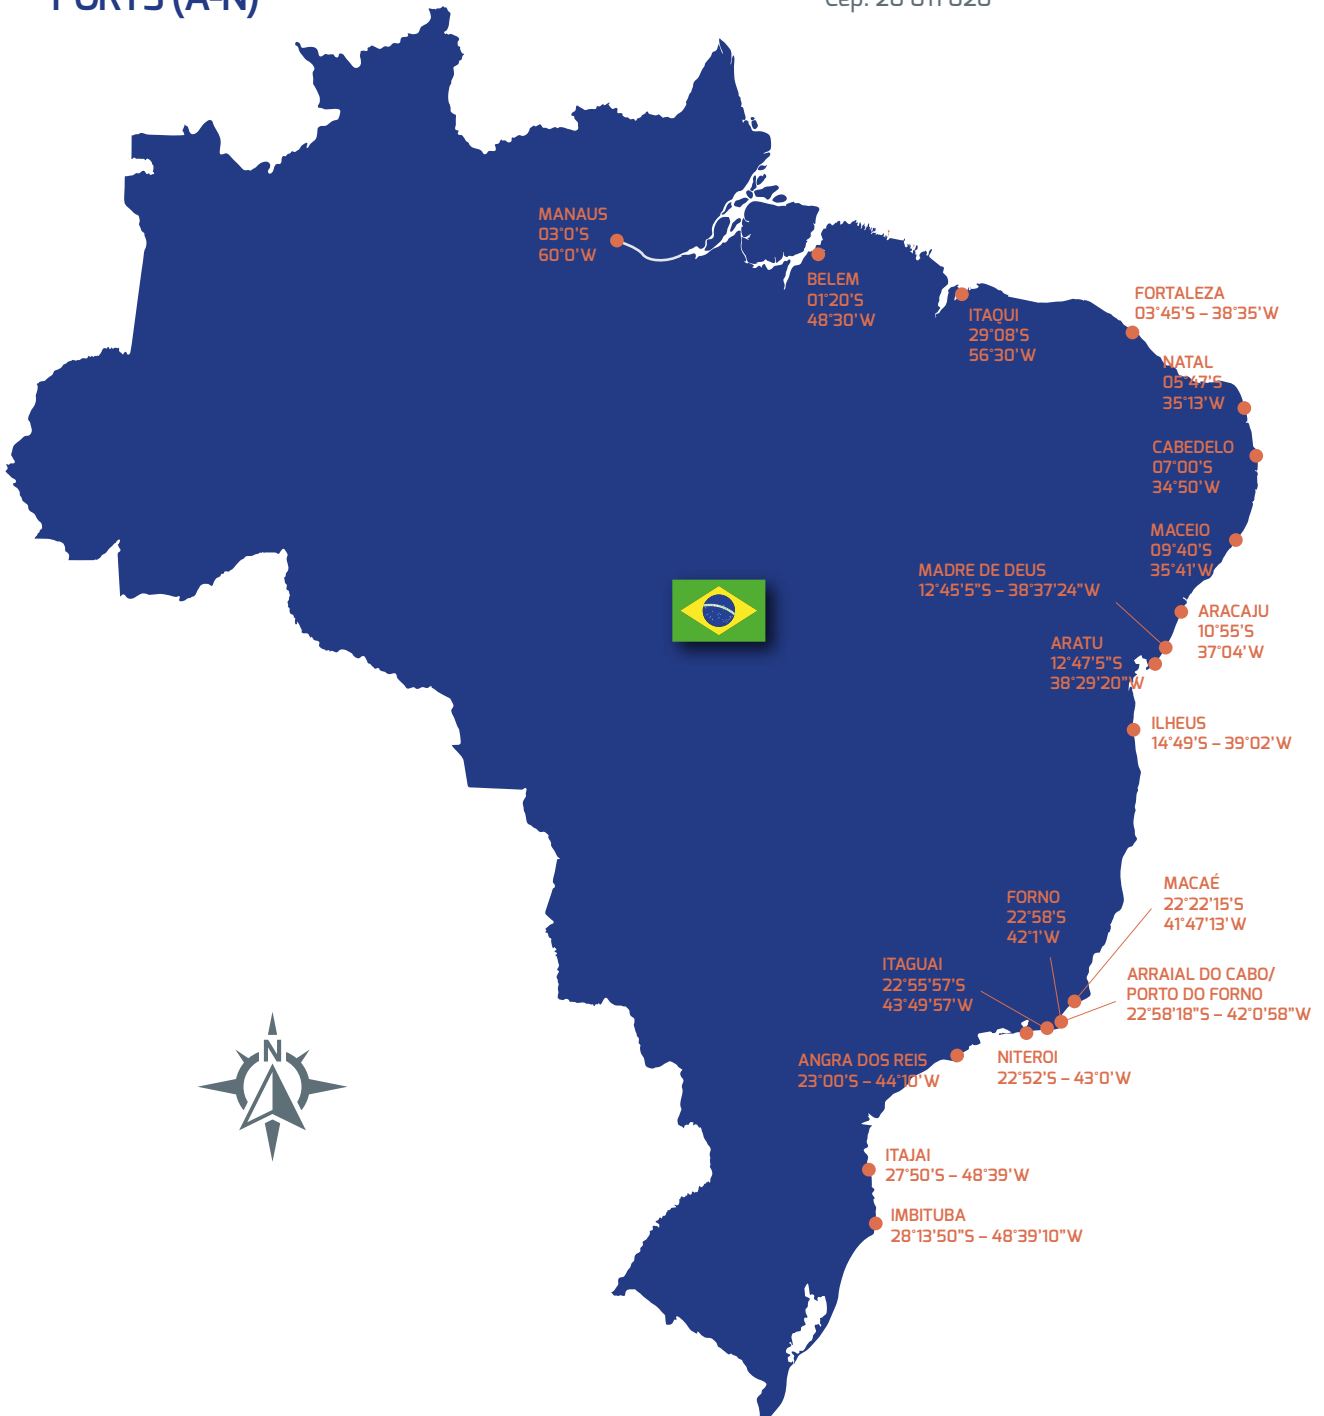 PORTS (A-N)
Cep: 20 011 020
MANAUS
03°0'S
60°0'W
BELEM
01°20'S
48°30'W
ITAQUI
29°08'S
56°30'W
FORTALEZA
03°45'S – 38°35'W
NATAL
05°47'S
35°13'W
CABEDELO
07°00'S
34°50'W
MACEIO
09°40'S
35°41'W
MADRE DE DEUS
12°45'5"S – 38°37'24"W
ARACAJU
10°55'S
37°04'W
ARATU
12°47'5"S
38°29'20"W
ILHEUS
14°49'S – 39°02'W
MACAÉ
22°22'15'S
41°47'13'W
FORNO
22°58'S
42°1'W
ITAGUAI
22°55'57'S
43°49'57'W
ARRAIAL DO CABO/
PORTO DO FORNO
22°58'18"S – 42°0'58"W
NITEROI
22°52'S – 43°0'W
ANGRA DOS REIS
23°00'S – 44°10'W
N
ITAJAI
27°50'S – 48°39'W
IMBITUBA
28°13'50"S – 48°39'10"W